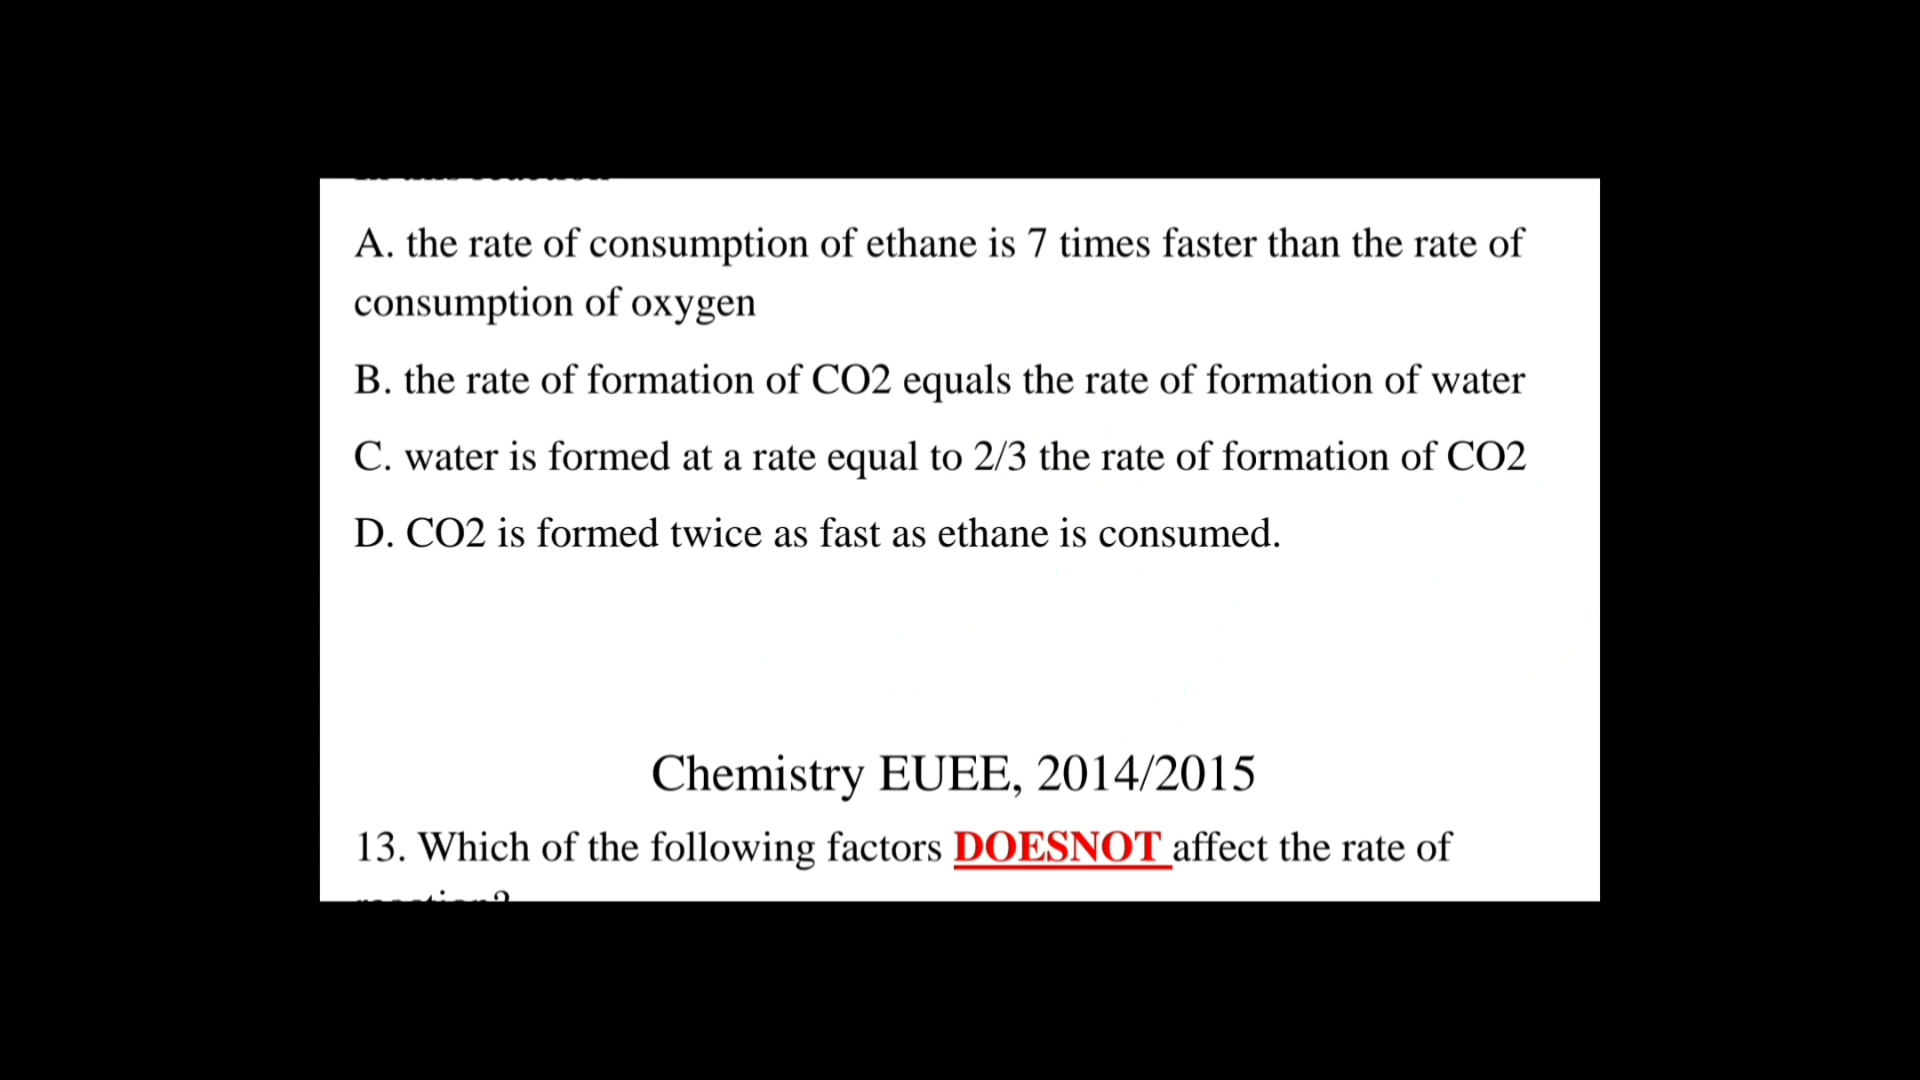 A. the rate of consumption of ethane is 7 times faster than the rate of
consumption of oxygen
B. the rate of formation of CO2 equals the rate of formation of water
C. water is formed at a rate equal to 2/3 the rate of formation of CO2
D. CO2 is formed twice as fast as ethane is consumed.
Chemistry EUEE, 2014/2015
13. Which of the following factors DOESNOT affect the rate of